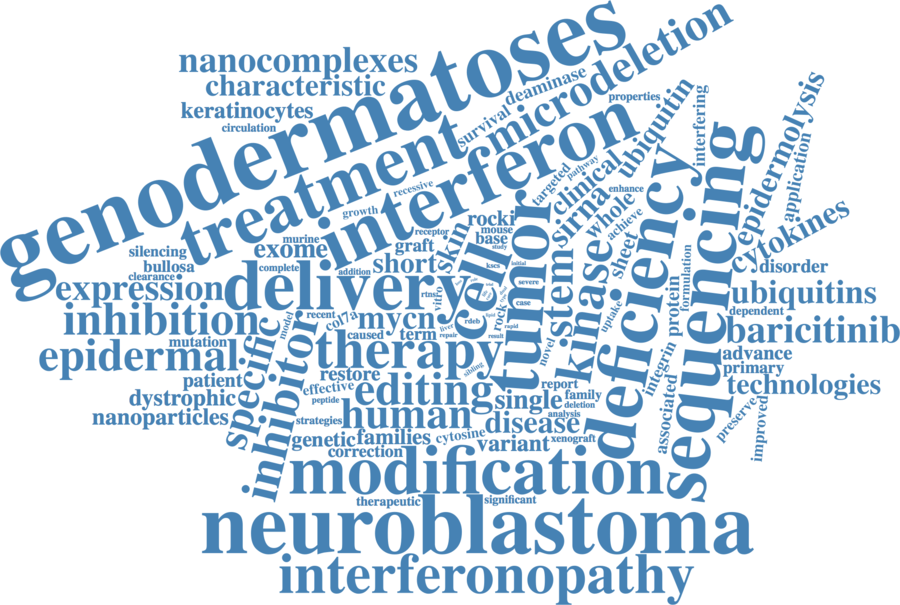 nanocomplexes
characteristic
keratinocytes
circulation
genodermatoses
treatment
interferon
microdeletion
survival
deaminase
properties
ubiquitin
interfering
epidermolysis
application
recessive
growth
targeted
pathway
clinical
sirna
whole
enhance
achieve
sheet
uptake
silencing
bullosa
clearance
murine
exome
complete
addition
graft
short
receptor
skin
rocki
mouse
base
study
kscs
initial
severe
case
cell
tumor
stem
kinase
deficiency
sequencing
cytokines
disorder
formulation
protein
integrin
associated
expression
delivery
ubiquitins
dependent
inhibition
recent
col7a
mycn
vitro
caused
term
liver
repair
rdeb
lipid
rock
rapid
result
baricitinib
mutation
epidermal
model
specific
inhibitor
therapy
sibling
novel
advance
primary
technologies
patient
dystrophic
nanoparticles
restore
effective
peptide
editing
human
single
report
family
deletion
analysis
disease
preserve
improved
strategies
genetic
families
cytosine
variant
xenograft
correction
modification
therapeutic
significant
neuroblastoma
interferonopathy